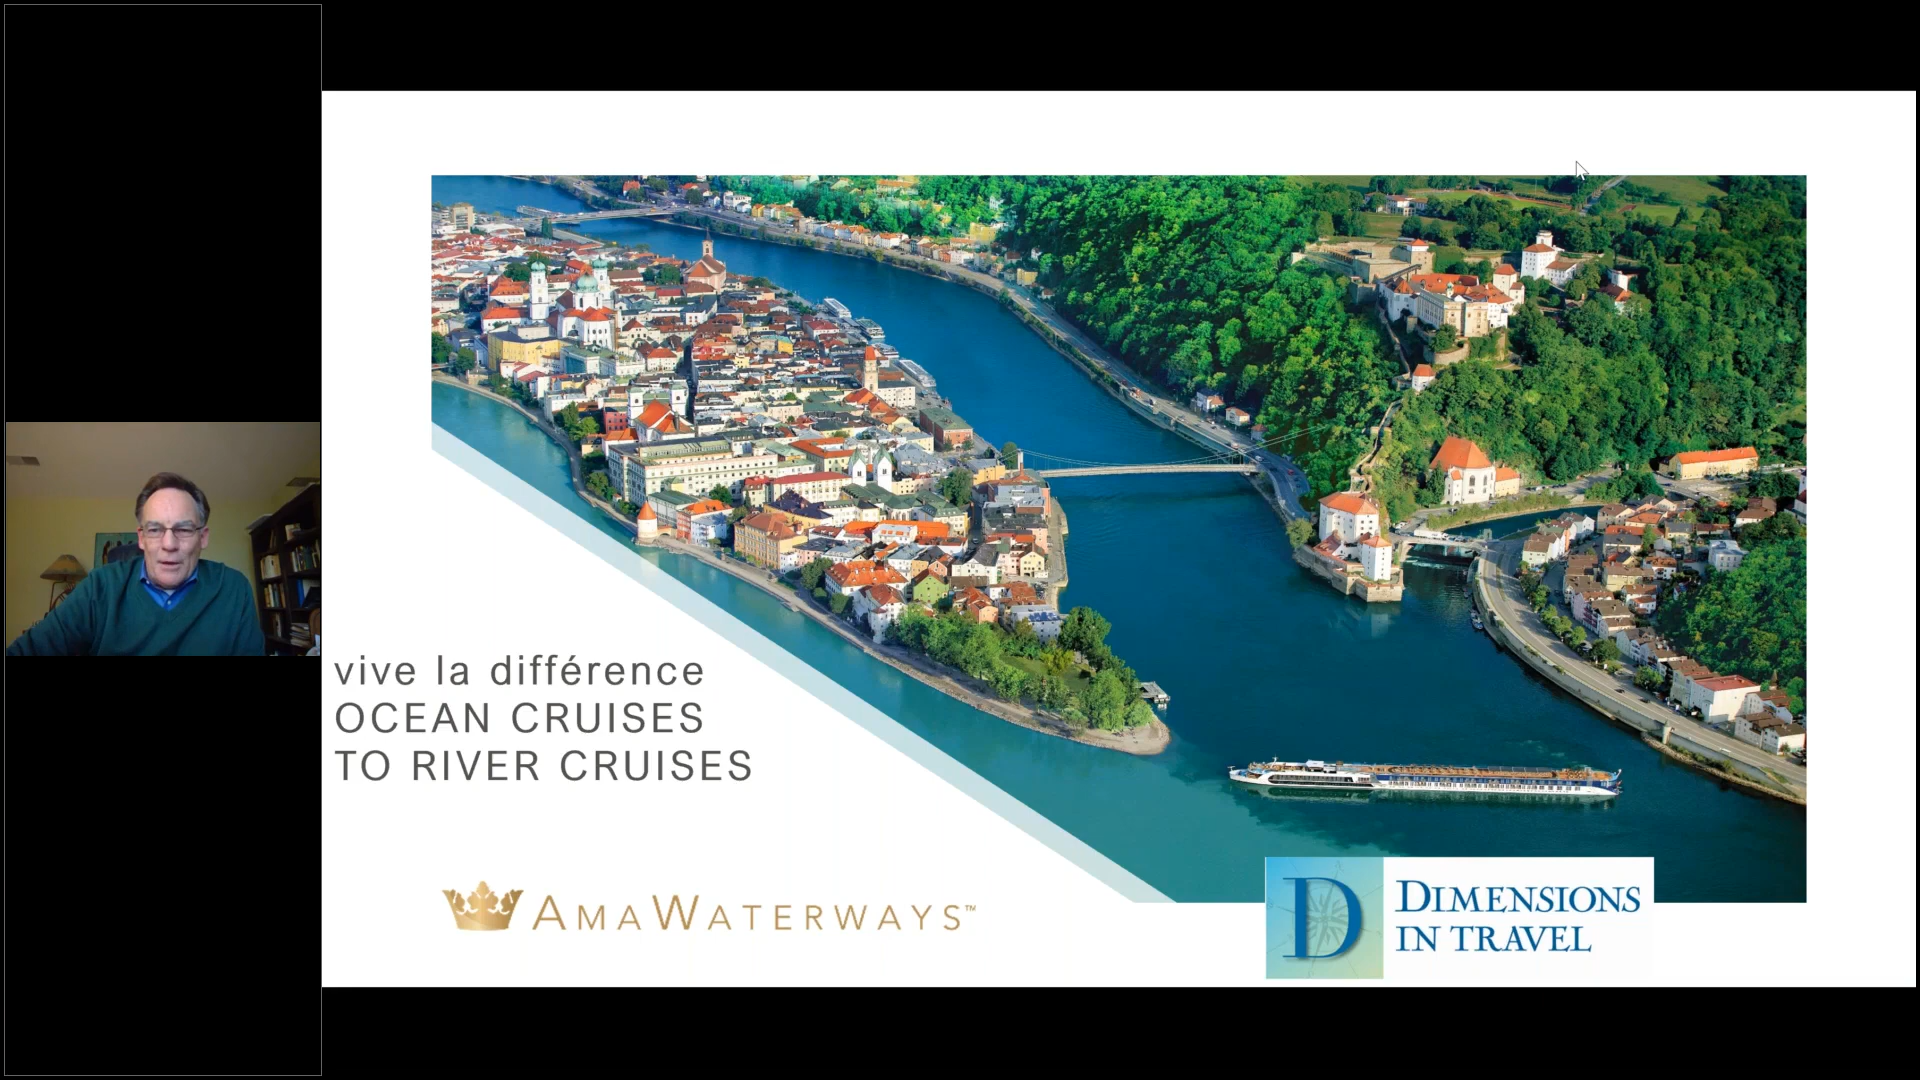 vive la différence
OCEAN CRUISES
TO RIVER CRUISES
AMAWATERWAYS™
D
DIMENSIONS
IN TRAVEL